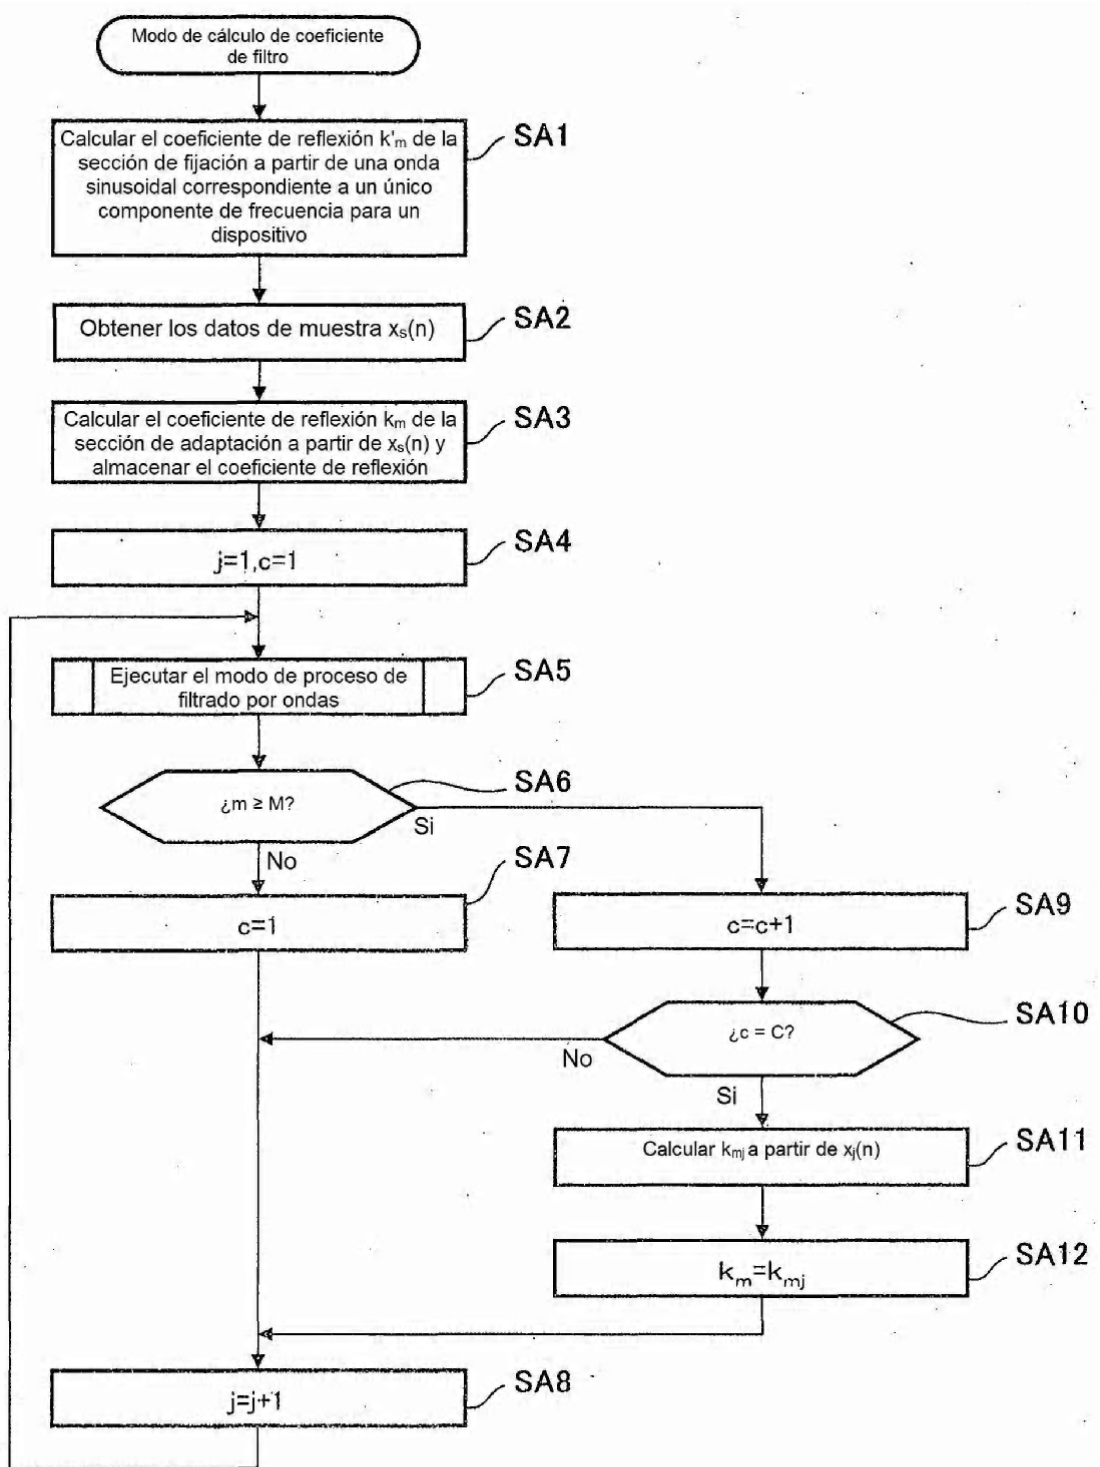 Modo de cálculo de coeficiente
de filtro
Calcular el coeficiente de reflexión k'm de la
sección de fijación a partir de una onda
sinusoidal correspondiente a un único
componente de frecuencia para un
dispositivo
SA1
Obtener los datos de muestra xs(n)
SA2
Calcular el coeficiente de reflexión km de la
sección de adaptación a partir de xs(n) y
almacenar el coeficiente de reflexión
SA3
j=1,c=1
SA4
Ejecutar el modo de proceso de
filtrado por ondas
SA5
¿m ≥ M?
SA6
Si
No
c=1
SA7
c=c+1
SA9
¿c = C?
SA10
No
Si
Calcular kmj a partir de xj(n)
SA11
km=kmj
SA12
j=j+1
SA8